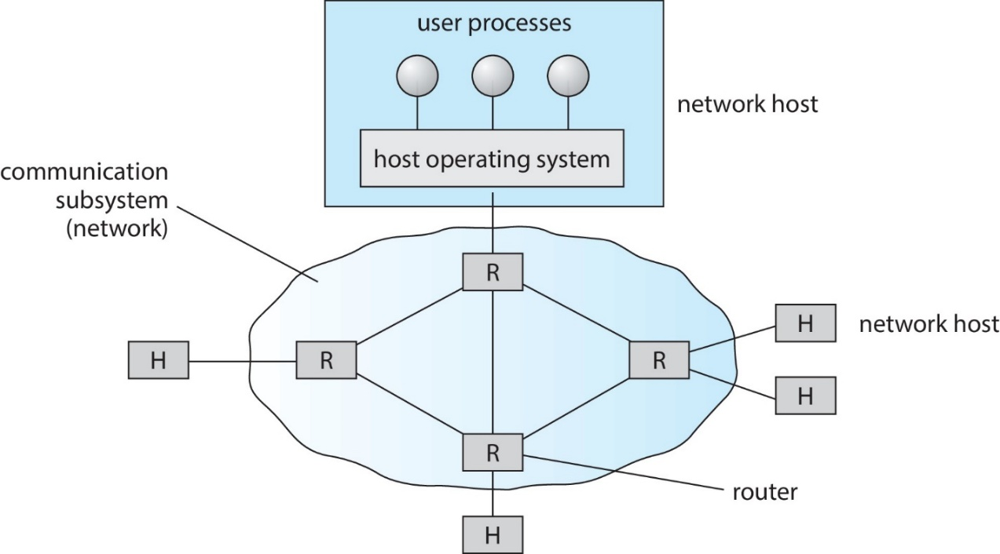 user processes
network host
host operating system
communication
subsystem
(network)
R
H
network host
H
R
R
H
R
router
H